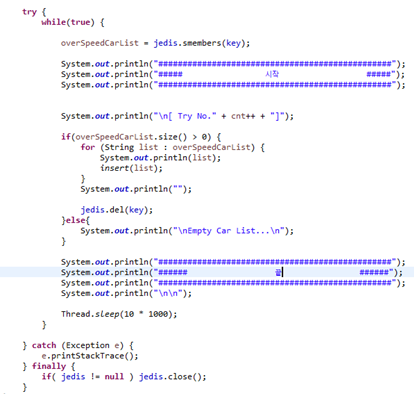 try {
while(true) {
overSpeedCarList = jedis.smembers(key);
System.out.println("################################################");
System.out.println("##### 시작 #####");
System.out.println("################################################");
System.out.println("\n[ Try No." + cnt++ + "]");
if(overSpeedCarList.size() > 0) {
for (String list : overSpeedCarList) {
System.out.println(list);
insert(list);
}
System.out.println("");
jedis.del(key);
}else{
System.out.println("\nEmpty Car List...\n");
}
System.out.println("################################################");
System.out.println("###### 끝 ######");
System.out.println("################################################");
System.out.println("\n\n");
Thread.sleep(10 * 1000);
}
} catch (Exception e) {
e.printStackTrace();
} finally {
if( jedis != null ) jedis.close();
}